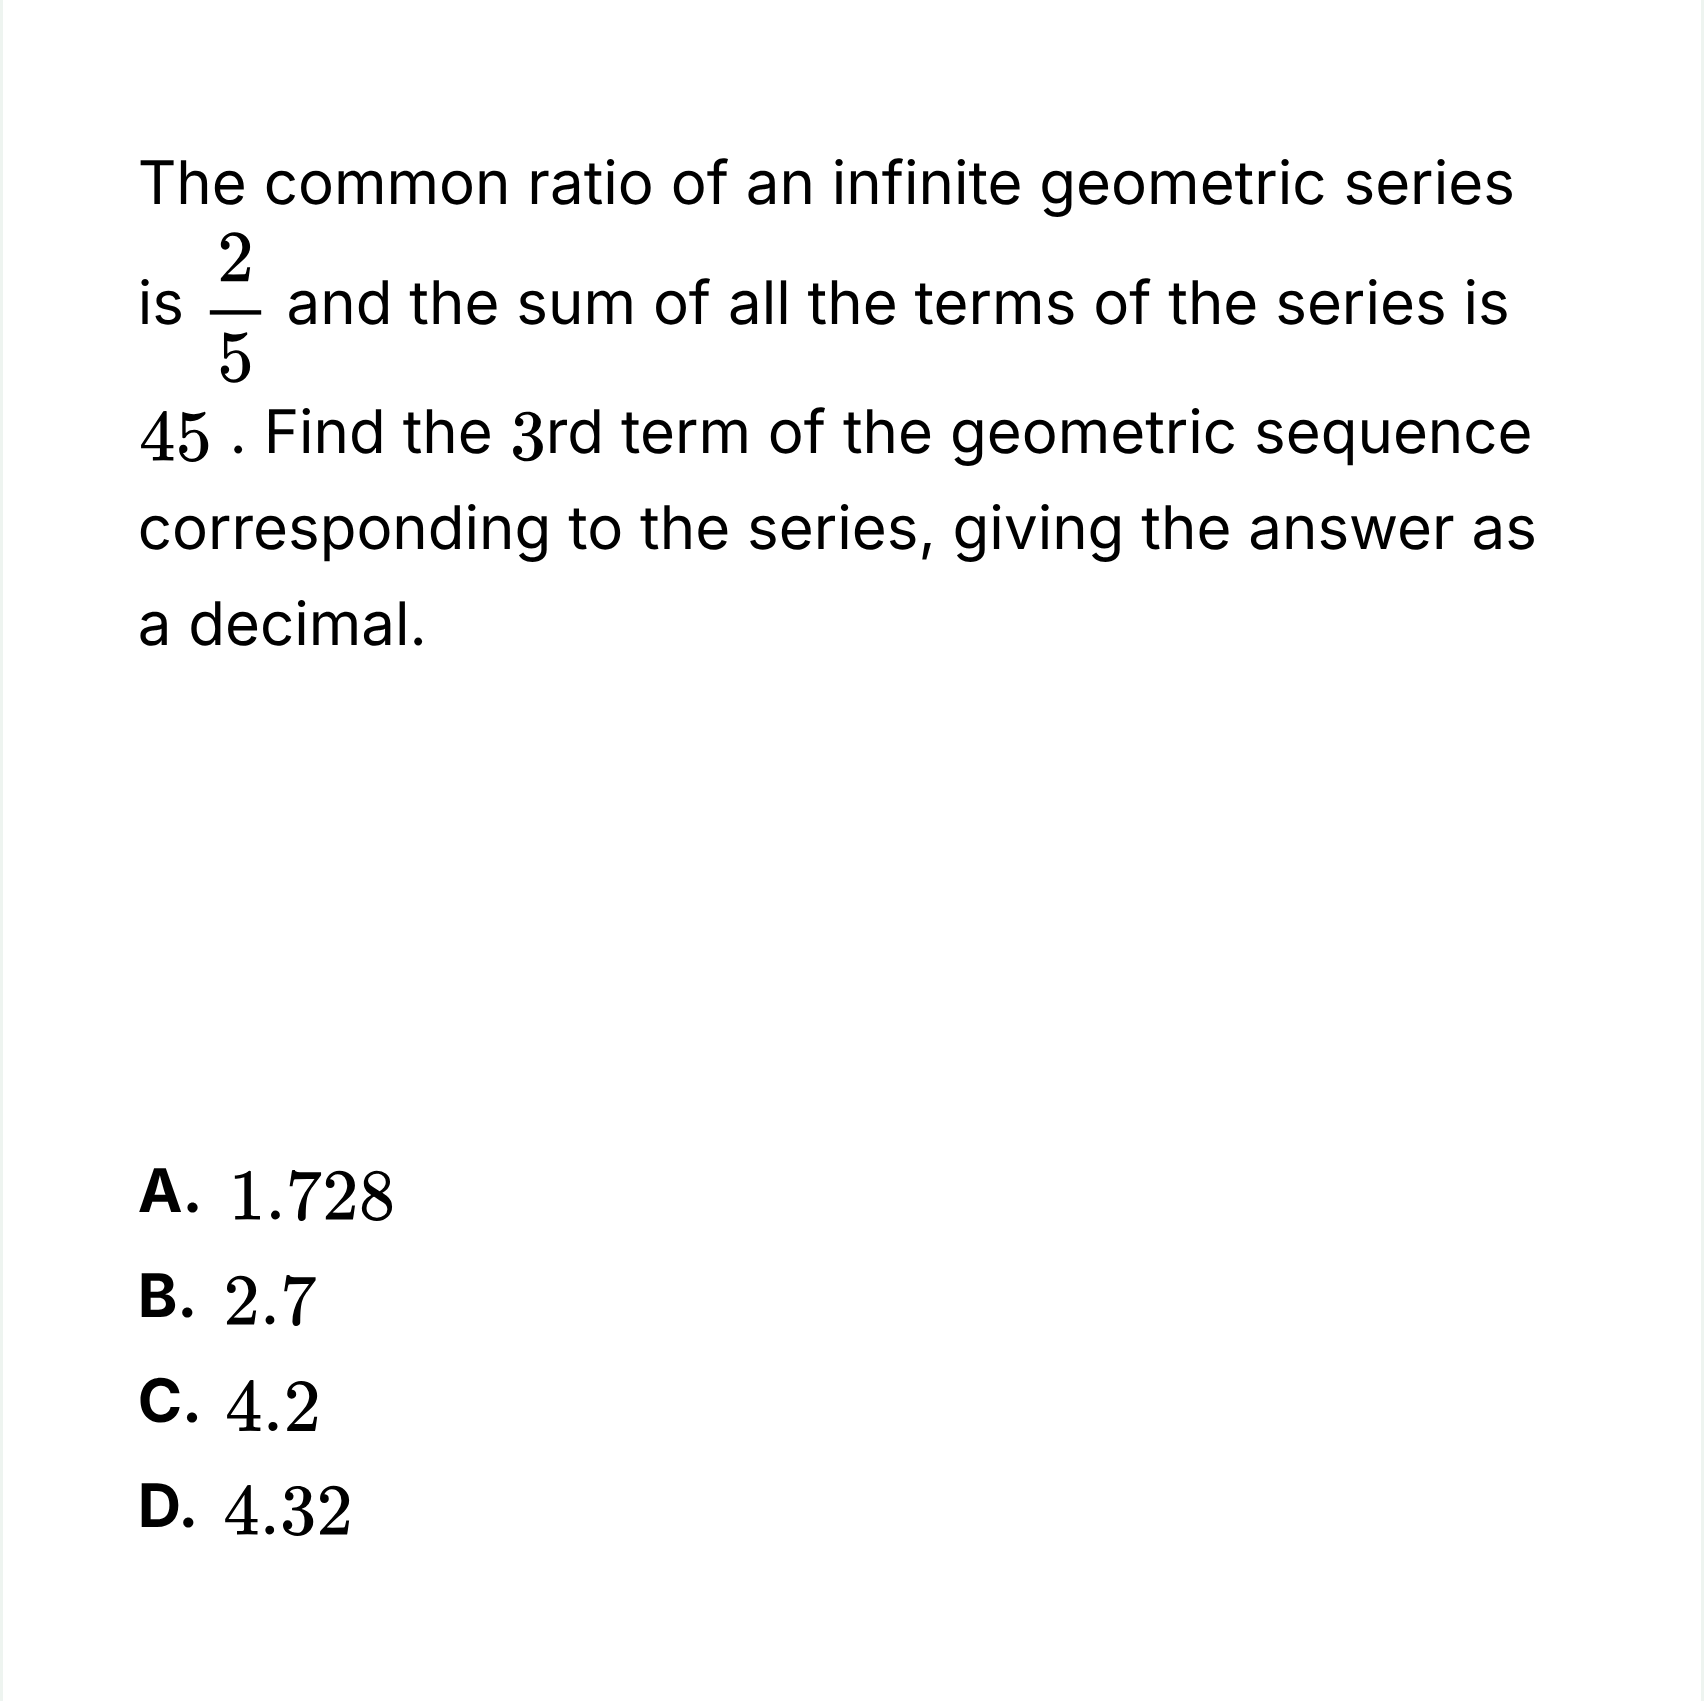 The common ratio of an infinite geometric series
is \frac{2}{5} and the sum of all the terms of the series is
45 . Find the 3rd term of the geometric sequence
corresponding to the series, giving the answer as
a decimal.
A. 1.728
B. 2.7
C. 4.2
D. 4.32